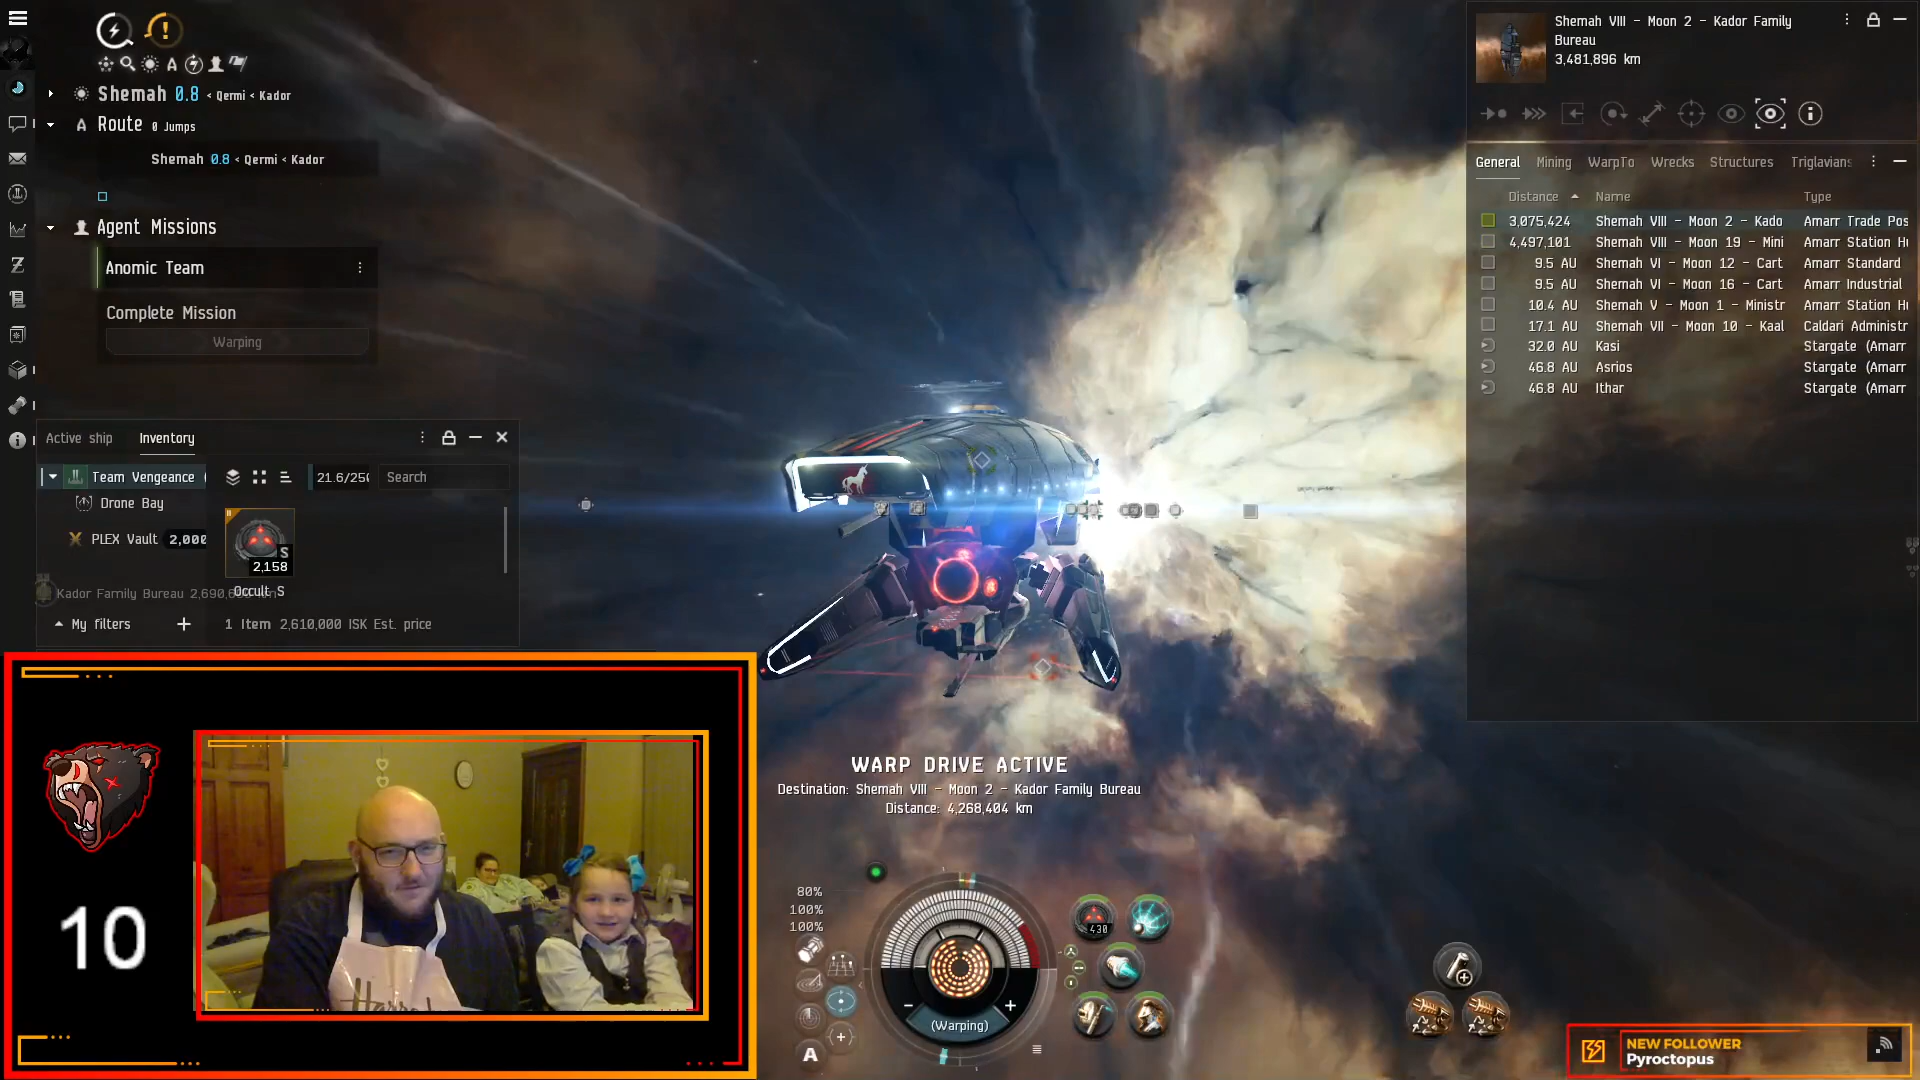 Shemah 0.8 < Qermi < Kador
Route 0 Jumps
Shemah 0.8 < Qermi < Kador
Agent Missions
Anomic Team
Complete Mission
Warping
Active ship
Inventory
Team Vengeance
21.6/250
Search
Drone Bay
PLEX Vault 2,000
S
2,158
Occult S
Kador Family Bureau
My filters
1 Item 2,610,000 ISK Est. price
10
WARP DRIVE ACTIVE
Destination: Shemah VIII - Moon 2 - Kador Family Bureau
Distance: 4,268,404 km
80%
100%
100%
430
(Warping)
A
Shemah VIII - Moon 2 - Kador Family
Bureau
3,481,896 km
General Mining WarpTo Wrecks Structures Triglavians
Distance Name Type
3,075,424 Shemah VIII - Moon 2 - Kado Amarr Trade Pos
4,497,101 Shemah VIII - Moon 19 - Mini Amarr Station Hu
9.5 AU Shemah VI - Moon 12 - Cart Amarr Standard
9.5 AU Shemah VI - Moon 16 - Cart Amarr Industrial
10.4 AU Shemah V - Moon 1 - Ministr Amarr Station Hu
17.1 AU Shemah VII - Moon 10 - Kaal Caldari Administr
32.0 AU Kasi Stargate (Amarr
46.8 AU Asrios Stargate (Amarr
46.8 AU Ithar Stargate (Amarr
NEW FOLLOWER
Pyroctopus